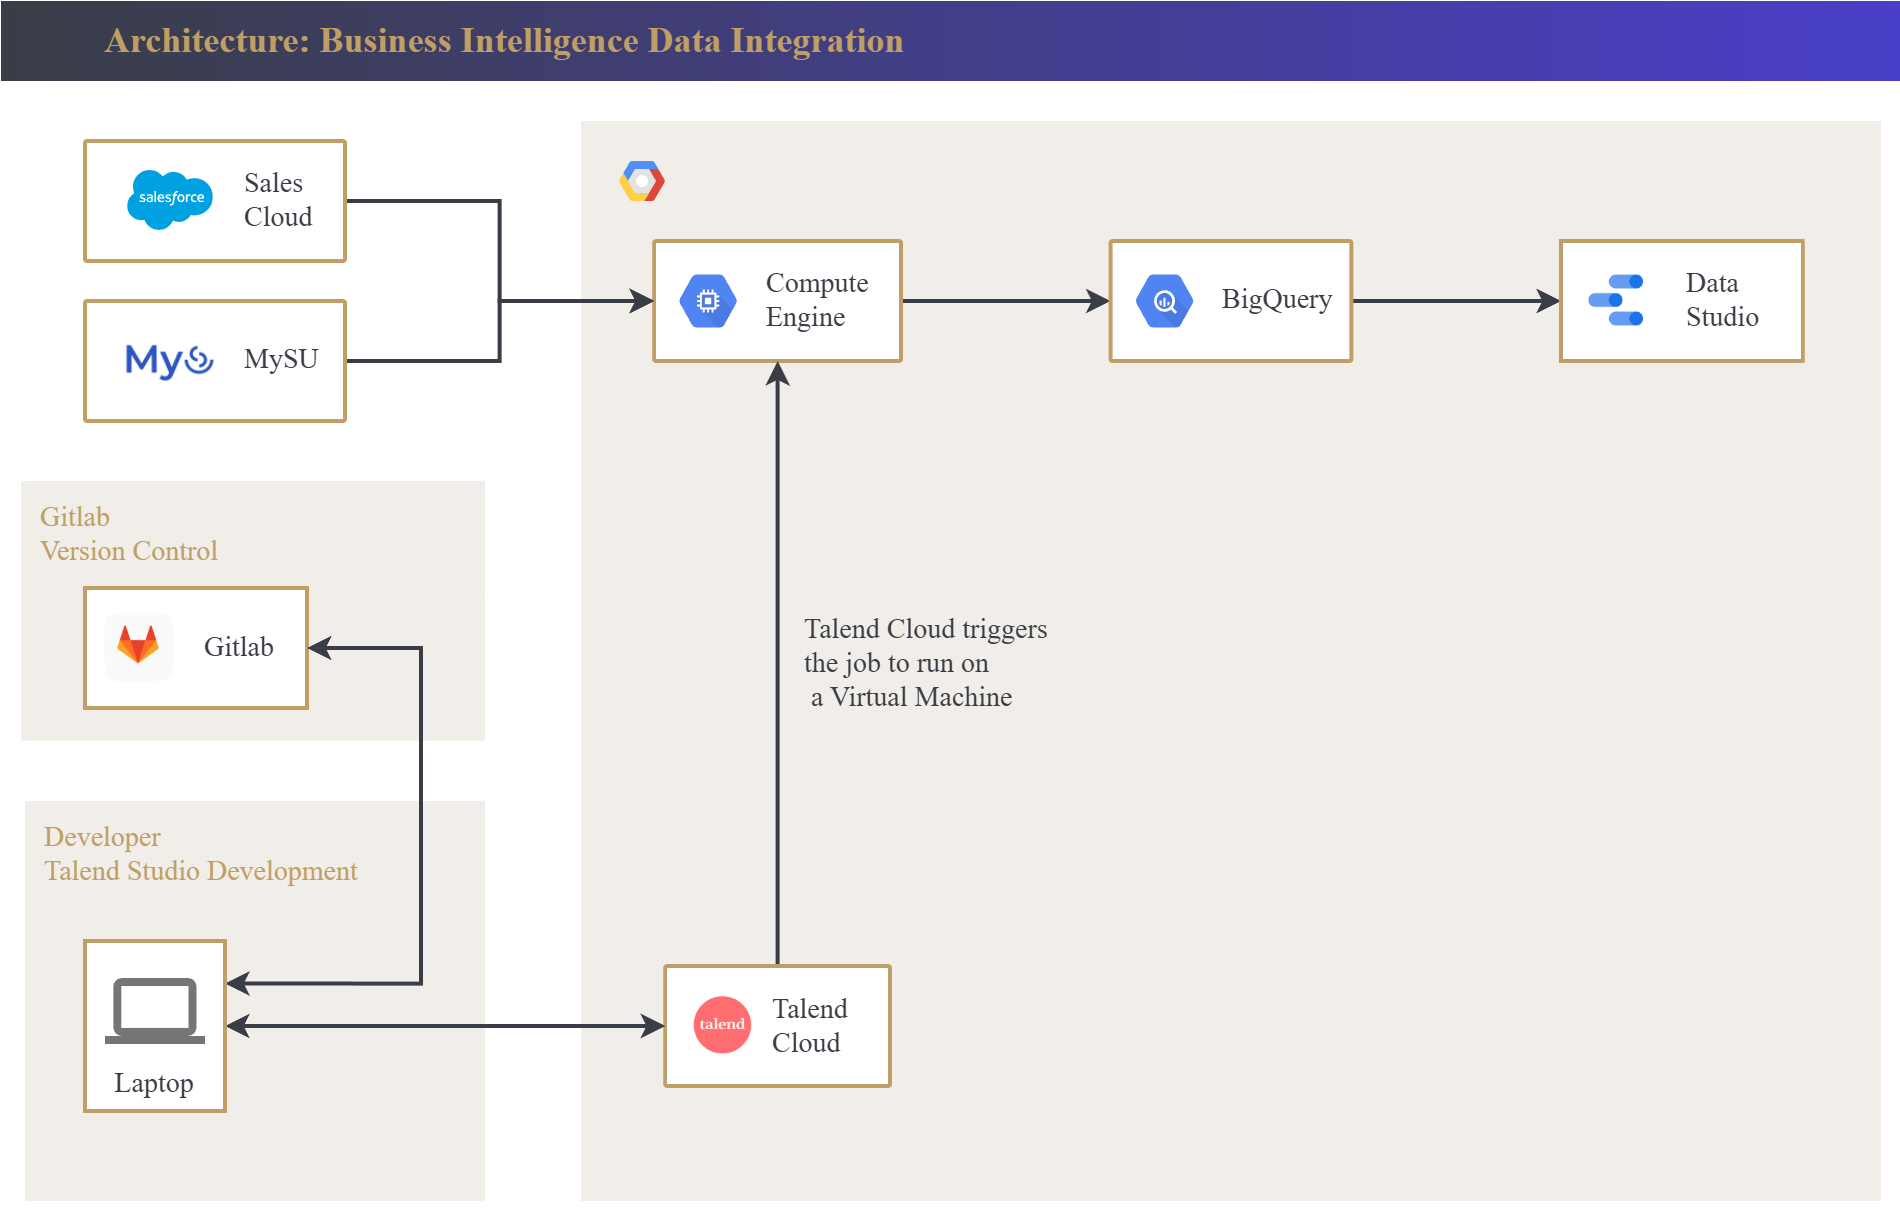 Architecture: Business Intelligence Data Integration
salesforce
Sales
Cloud
My
MySU
Compute
Engine
BigQuery
Data
Studio
Gitlab
Version Control
Gitlab
Talend Cloud triggers
the job to run on
a Virtual Machine
Developer
Talend Studio Development
Laptop
talend
Talend
Cloud